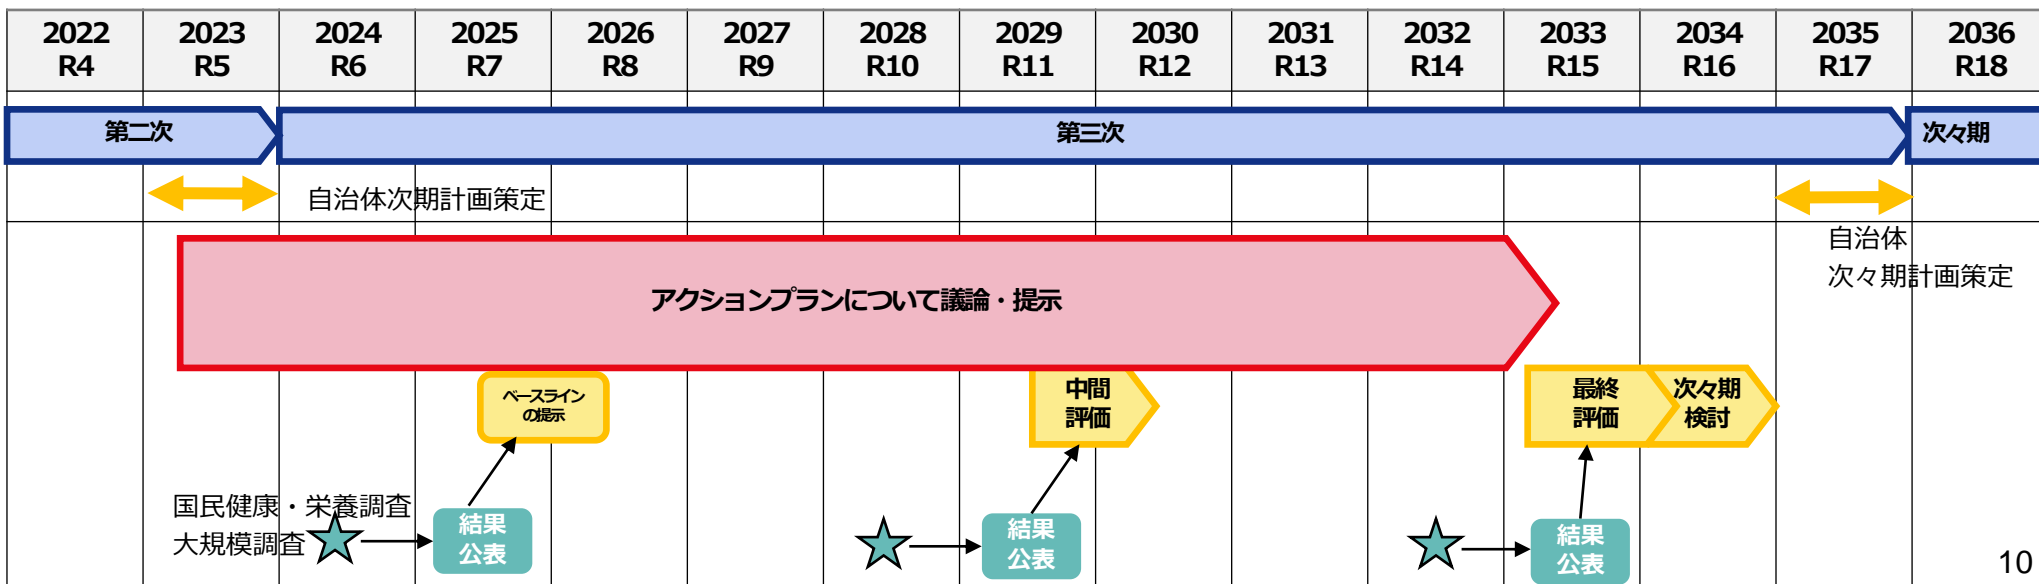 2022 2023 2024 2025 2026 2027 2028 2029 2030 2031 2032 2033 2034 2035 2036
R4 R5 R6 R7 R8 R9 R10 R11 R12 R13 R14 R15 R16 R17 R18
第二次 第三次 次々期
自治体次期計画策定
自治体
次々期計画策定
アクションプランについて議論・提示
ベースライン
の提示
中間
評価
最終
評価
次々期
検討
国民健康・栄養調査
大規模調査
結果
公表
結果
公表
結果
公表
10